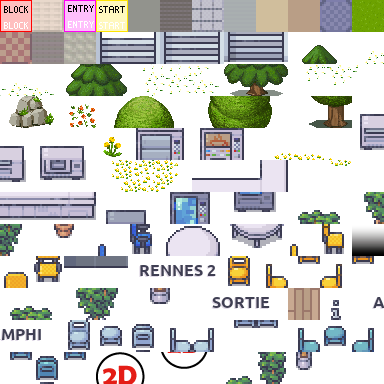 BLOCK ENTRY START
BLOCK ENTRY START
RENNES 2
SORTIE
A
MPHI
2D